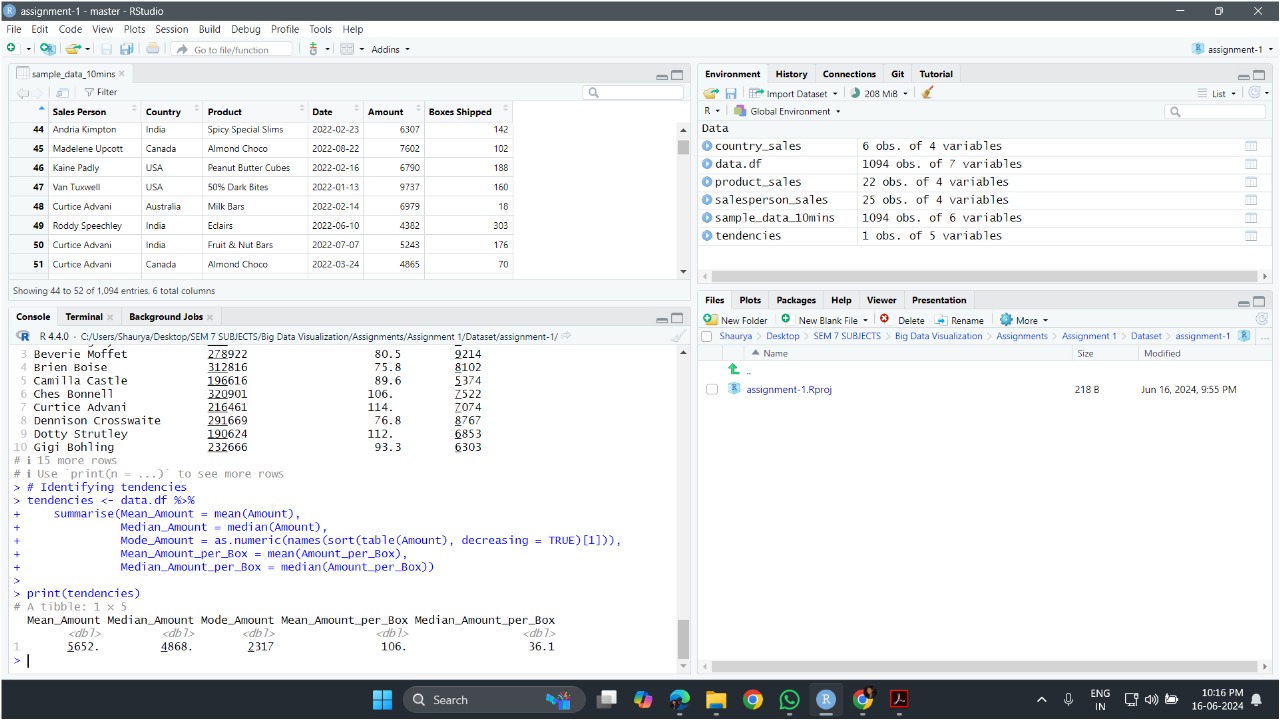 assignment-1 - master - RStudio
File Edit Code View Plots Session Build Debug Profile Tools Help
Go to file/function Addins assignment-1
sample_data_10mins
Filter
Sales Person Country Product Date Amount Boxes Shipped
44 Andria Kimpton India Spicy Special Slims 2022-02-23 6307 142
45 Madelene Upcott Canada Almond Choco 2022-08-22 7602 102
46 Kaine Padly USA Peanut Butter Cubes 2022-02-16 6790 188
47 Van Tuxwell USA 50% Dark Bites 2022-01-13 9737 160
48 Curtice Advani Australia Milk Bars 2022-02-14 6979 18
49 Roddy Speechley India Eclairs 2022-06-10 4382 303
50 Curtice Advani India Fruit & Nut Bars 2022-07-07 5243 176
51 Curtice Advani Canada Almond Choco 2022-03-24 4865 70
Showing 44 to 52 of 1,094 entries, 6 total columns
Console Terminal Background Jobs
R 4.4.0 · C:/Users/Shaurya/Desktop/SEM 7 SUBJECTS/Big Data Visualization/Assignments/Assignment 1/Dataset/assignment-1/
3 Beverie Moffet 278922 80.5 9214
4 Brien Boise 312816 75.8 8102
5 Camilla Castle 196616 89.6 5374
6 Ches Bonnell 320901 106. 7522
7 Curtice Advani 216461 114. 7074
8 Dennison Crosswaite 291669 76.8 8767
9 Dotty Strutley 190624 112. 6853
10 Gigi Bohling 232666 93.3 6303
# ℹ 15 more rows
# ℹ Use `print(n = ...)` to see more rows
> # Identifying tendencies
> tendencies <- data.df %>%
+ summarise(Mean_Amount = mean(Amount),
+ Median_Amount = median(Amount),
+ Mode_Amount = as.numeric(names(sort(table(Amount), decreasing = TRUE)[1])),
+ Mean_Amount_per_Box = mean(Amount_per_Box),
+ Median_Amount_per_Box = median(Amount_per_Box))
>
> print(tendencies)
# A tibble: 1 × 5
Mean_Amount Median_Amount Mode_Amount Mean_Amount_per_Box Median_Amount_per_Box
<dbl> <dbl> <dbl> <dbl> <dbl>
1 5652. 4868. 2317 106. 36.1
>
Environment History Connections Git Tutorial
Import Dataset 208 MiB List
R Global Environment
Data
country_sales 6 obs. of 4 variables
data.df 1094 obs. of 7 variables
product_sales 22 obs. of 4 variables
salesperson_sales 25 obs. of 4 variables
sample_data_10mins 1094 obs. of 6 variables
tendencies 1 obs. of 5 variables
Files Plots Packages Help Viewer Presentation
New Folder New Blank File Delete Rename More
Shaurya Desktop SEM 7 SUBJECTS Big Data Visualization Assignments Assignment 1 Dataset assignment-1 ...
Name Size Modified
..
assignment-1.Rproj 218 B Jun 16, 2024, 9:55 PM
Search
ENG
IN
10:16 PM
16-06-2024